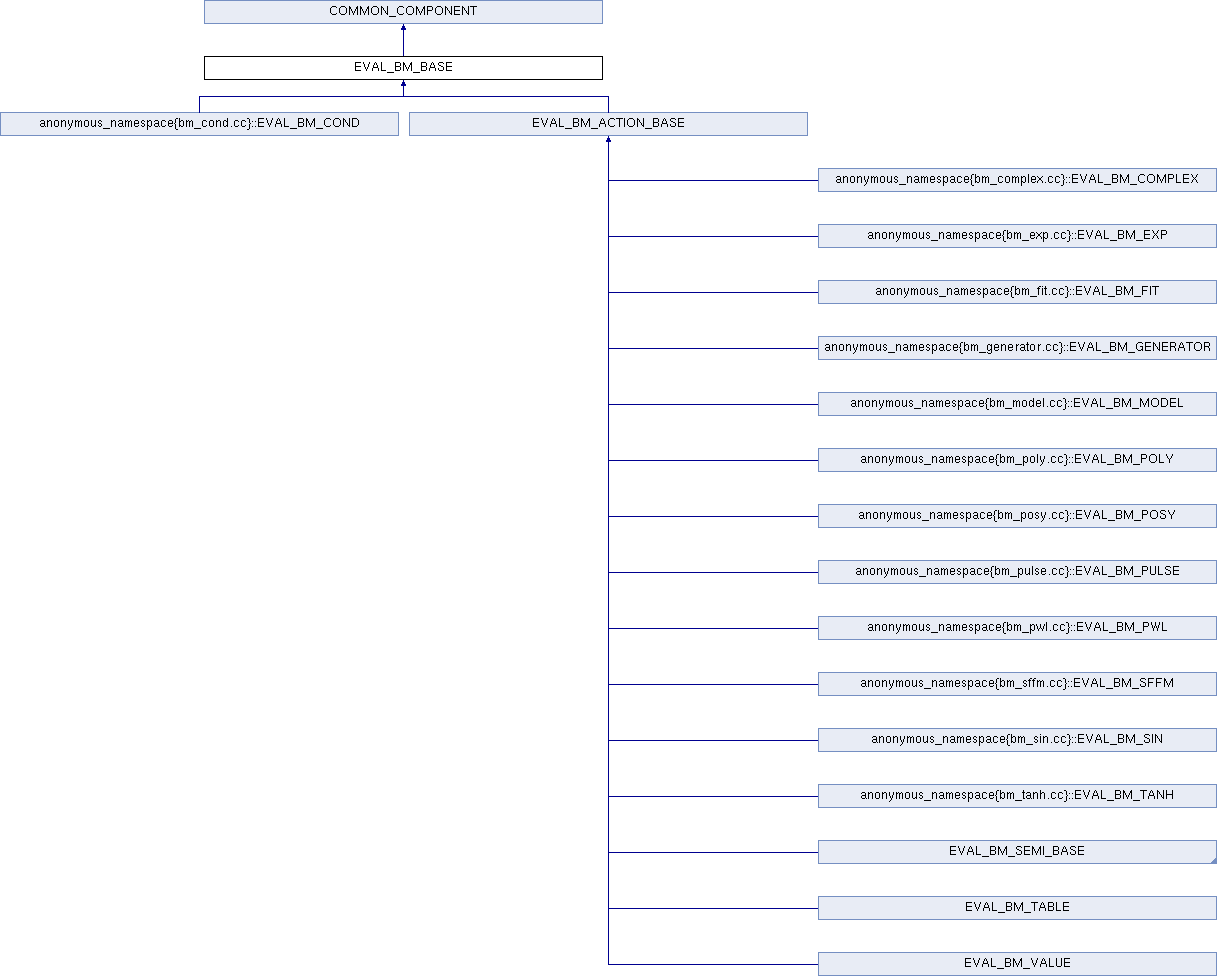 COMMON_COMPONENT
EVAL_BM_BASE
anonymous_namespace{bm_cond.cc}::EVAL_BM_COND
EVAL_BM_ACTION_BASE
anonymous_namespace{bm_complex.cc}::EVAL_BM_COMPLEX
anonymous_namespace{bm_exp.cc}::EVAL_BM_EXP
anonymous_namespace{bm_fit.cc}::EVAL_BM_FIT
anonymous_namespace{bm_generator.cc}::EVAL_BM_GENERATOR
anonymous_namespace{bm_model.cc}::EVAL_BM_MODEL
anonymous_namespace{bm_poly.cc}::EVAL_BM_POLY
anonymous_namespace{bm_posy.cc}::EVAL_BM_POSY
anonymous_namespace{bm_pulse.cc}::EVAL_BM_PULSE
anonymous_namespace{bm_pwl.cc}::EVAL_BM_PWL
anonymous_namespace{bm_sffm.cc}::EVAL_BM_SFFM
anonymous_namespace{bm_sin.cc}::EVAL_BM_SIN
anonymous_namespace{bm_tanh.cc}::EVAL_BM_TANH
EVAL_BM_SEMI_BASE
EVAL_BM_TABLE
EVAL_BM_VALUE